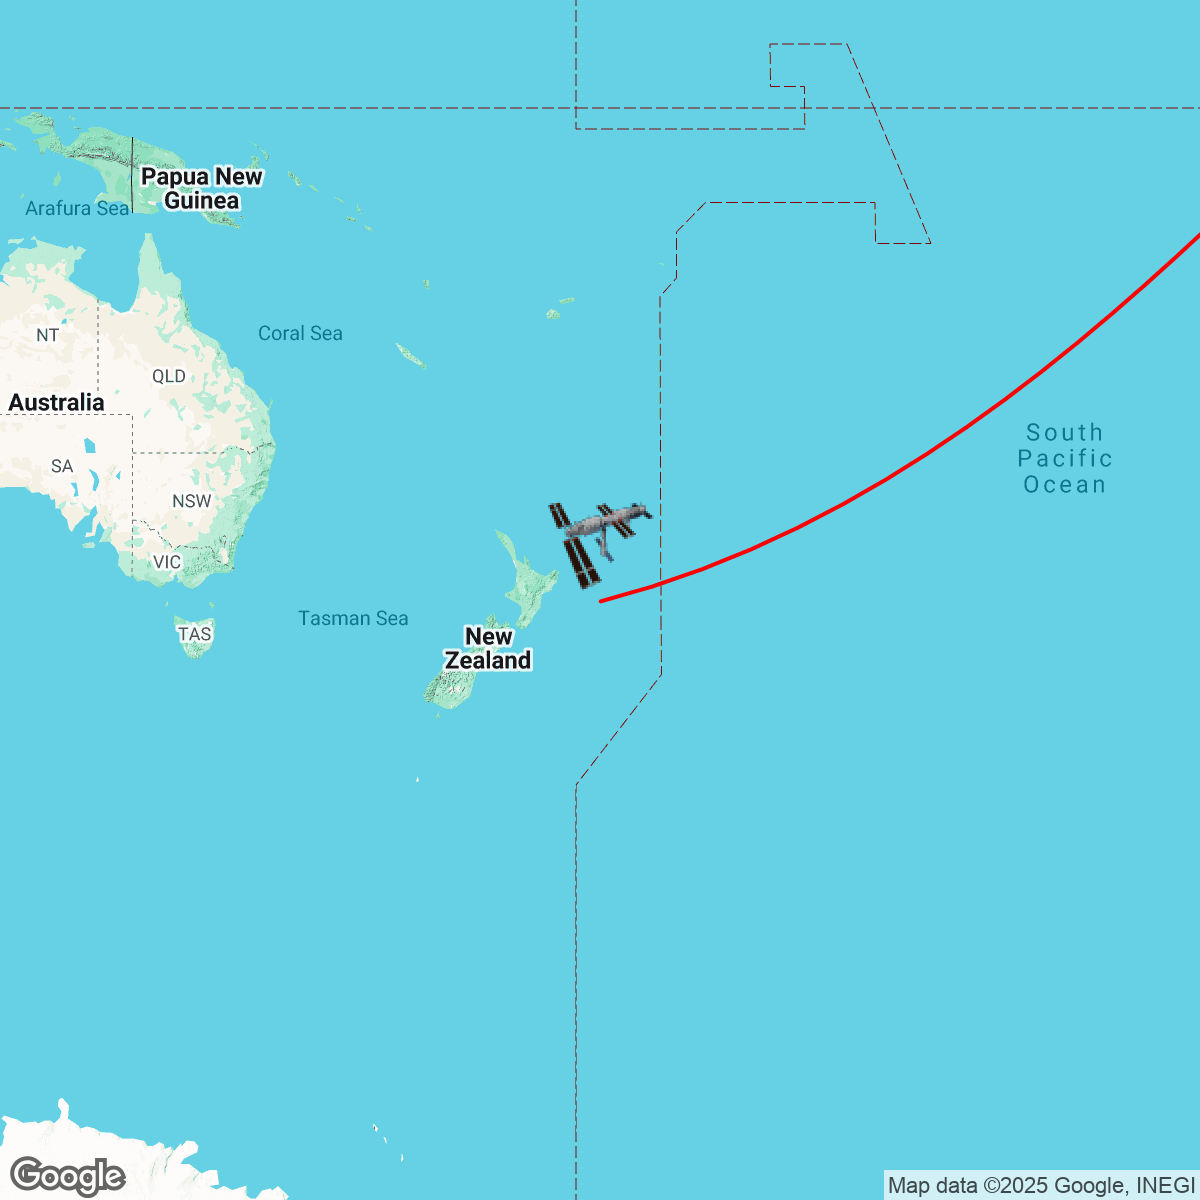 Papua New
Guinea
Arafura Sea
Coral Sea
NT
QLD
Australia
South
Pacific
Ocean
SA
NSW
VIC
Tasman Sea
TAS
New
Zealand
Google
Map data ©2025 Google, INEGI